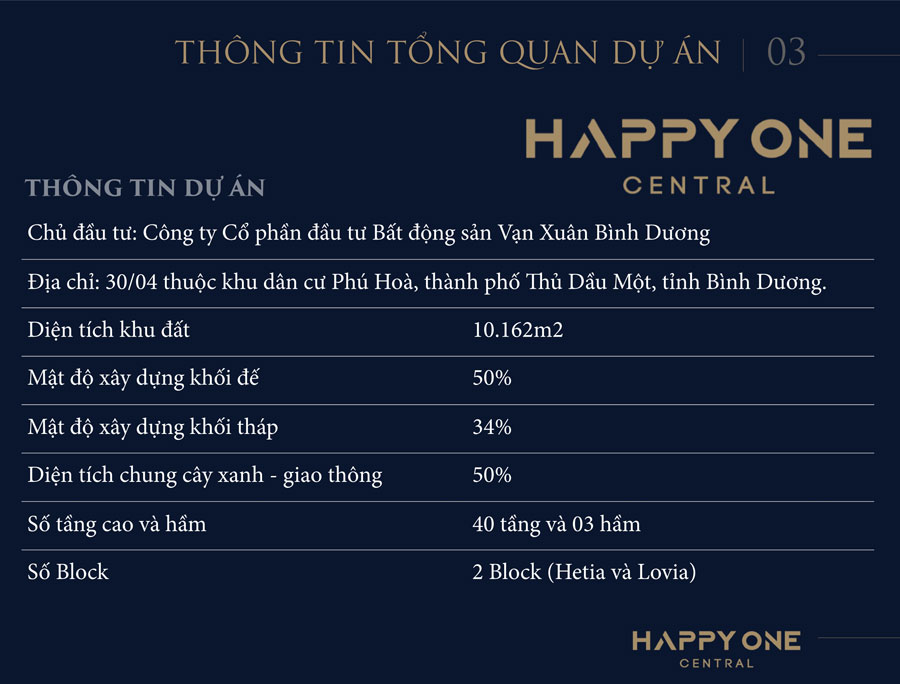 THÔNG TIN TỔNG QUAN DỰ ÁN | 03
HAPPY ONE
CENTRAL
THÔNG TIN DỰ ÁN
Chủ đầu tư: Công ty Cổ phần đầu tư Bất động sản Vạn Xuân Bình Dương
Địa chỉ: 30/04 thuộc khu dân cư Phú Hoà, thành phố Thủ Dầu Một, tỉnh Bình Dương.
Diện tích khu đất 10.162m2
Mật độ xây dựng khối đế 50%
Mật độ xây dựng khối tháp 34%
Diện tích chung cây xanh - giao thông 50%
Số tầng cao và hầm 40 tầng và 03 hầm
Số Block 2 Block (Hetia và Lovia)
HAPPY ONE
CENTRAL